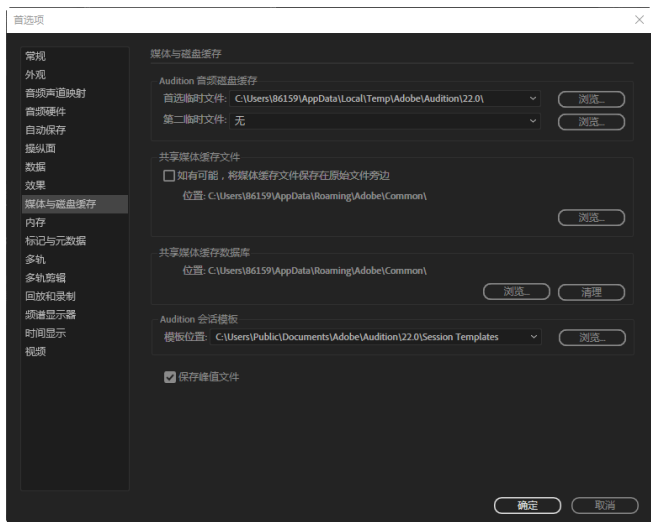 首选项
常规
外观
音频声道映射
音频硬件
自动保存
操纵面
数据
效果
媒体与磁盘缓存
内存
标记与元数据
多轨
多轨剪辑
回放和录制
频谱显示器
时间显示
视频
媒体与磁盘缓存
Audition 音频磁盘缓存
首选临时文件: C:\Users\86159\AppData\Local\Temp\Adobe\Audition\22.0\ 浏览...
第二临时文件: 无 浏览...
共享媒体缓存文件
如有可能，将媒体缓存文件保存在原始文件旁边
位置: C:\Users\86159\AppData\Roaming\Adobe\Common\
浏览...
共享媒体缓存数据库
位置: C:\Users\86159\AppData\Roaming\Adobe\Common\
浏览... 清理
Audition 会话模板
模板位置: C:\Users\Public\Documents\Adobe\Audition\22.0\Session Templates 浏览...
保存峰值文件
确定 取消